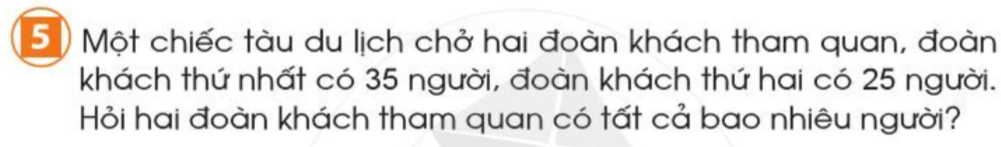 5 Một chiếc tàu du lịch chở hai đoàn khách tham quan, đoàn
khách thứ nhất có 35 người, đoàn khách thứ hai có 25 người.
Hỏi hai đoàn khách tham quan có tất cả bao nhiêu người?